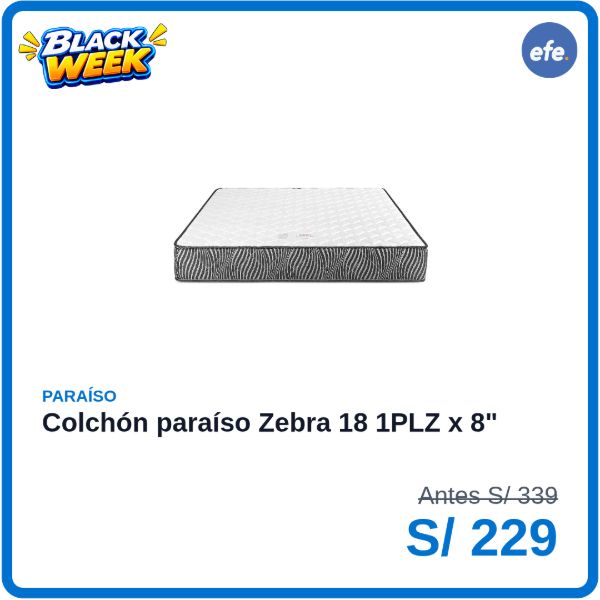 BLACK
WEEK
efe.
PARAÍSO
Colchón paraíso Zebra 18 1PLZ x 8"
Antes S/ 339
S/ 229